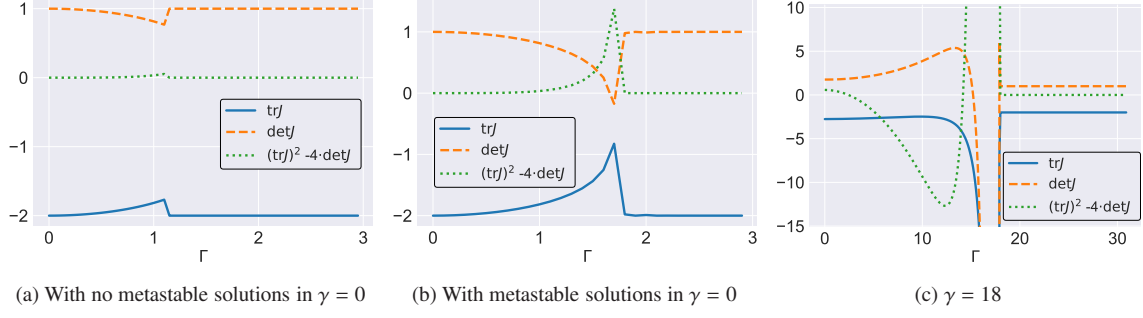 1
0
−1
−2
0
1
2
3
Γ
trJ
detJ
(trJ)² -4·detJ
(a) With no metastable solutions in γ = 0
1
0
−1
−2
0
1
2
3
Γ
trJ
detJ
(trJ)² -4·detJ
(b) With metastable solutions in γ = 0
10
5
0
−5
−10
−15
0
10
20
30
Γ
trJ
detJ
(trJ)² -4·detJ
(c) γ = 18